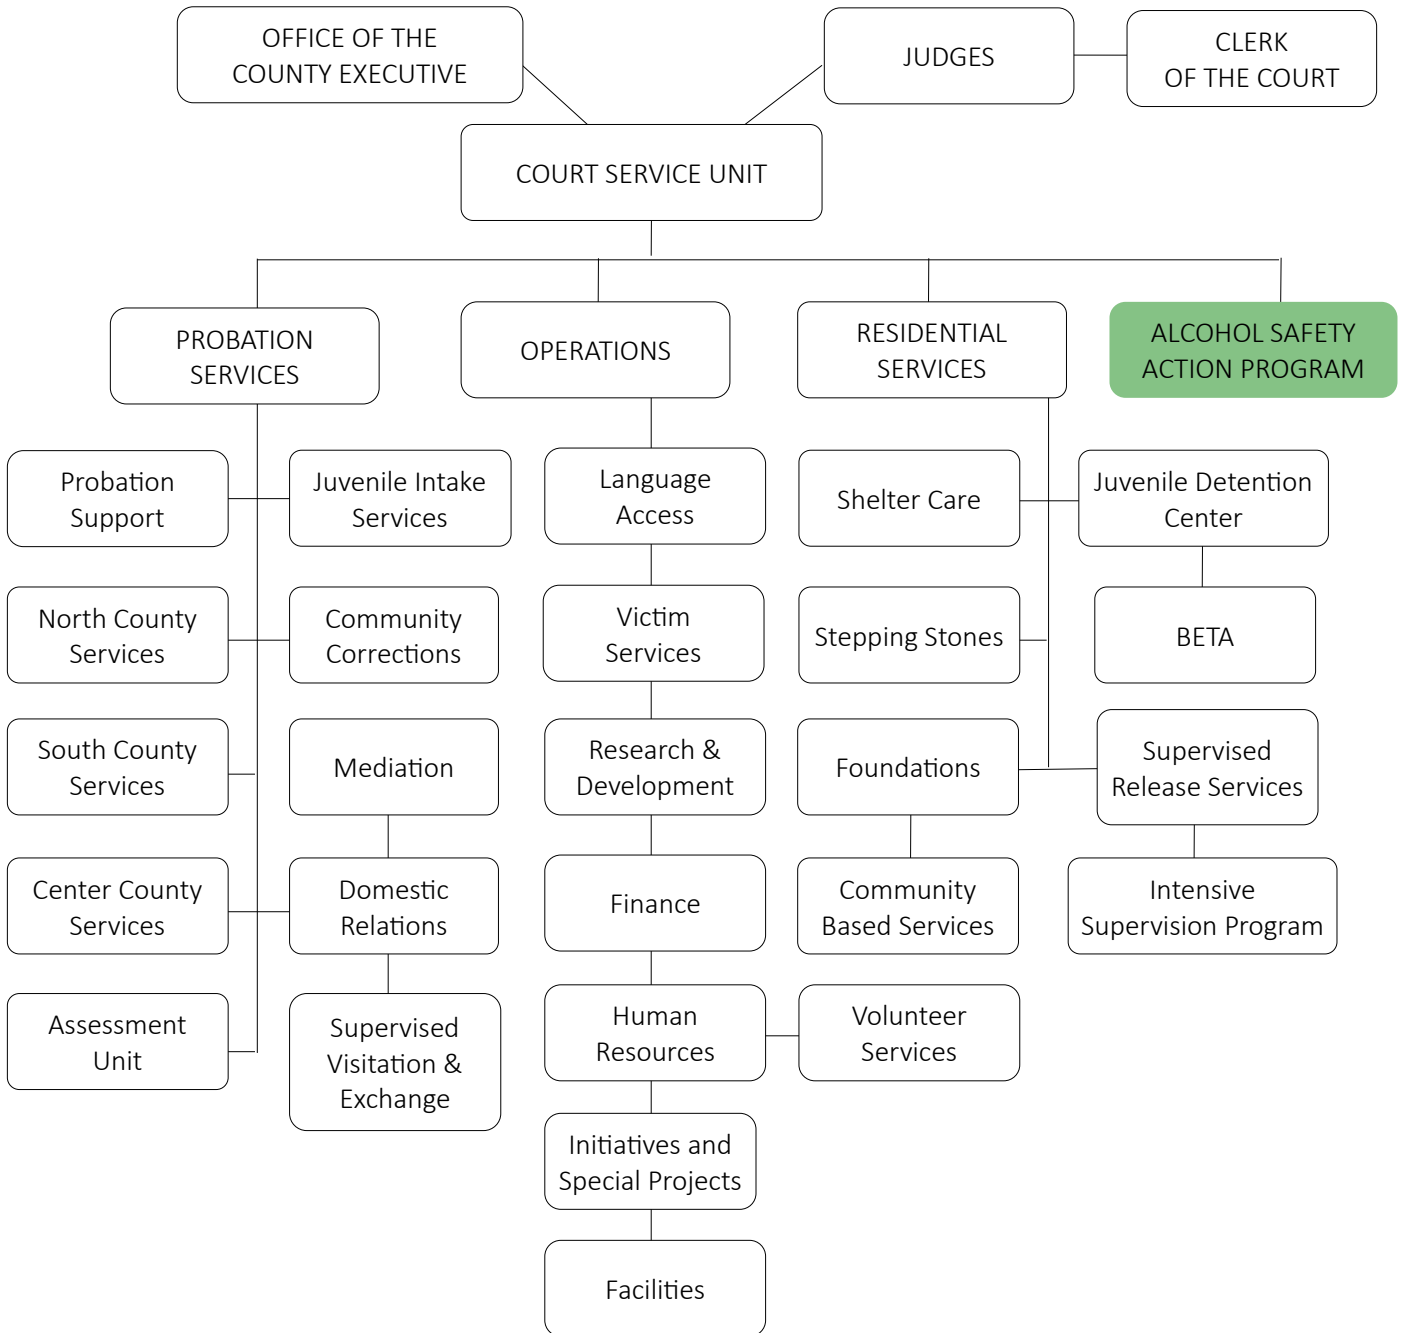 OFFICE OF THE
COUNTY EXECUTIVE
JUDGES
CLERK
OF THE COURT
COURT SERVICE UNIT
PROBATION
SERVICES
OPERATIONS
RESIDENTIAL
SERVICES
ALCOHOL SAFETY
ACTION PROGRAM
Probation
Support
Juvenile Intake
Services
Language
Access
Shelter Care
Juvenile Detention
Center
North County
Services
Community
Corrections
Victim
Services
Stepping Stones
BETA
South County
Services
Mediation
Research &
Development
Foundations
Supervised
Release Services
Center County
Services
Domestic
Relations
Finance
Community
Based Services
Intensive
Supervision Program
Assessment
Unit
Supervised
Visitation &
Exchange
Human
Resources
Volunteer
Services
Initiatives and
Special Projects
Facilities